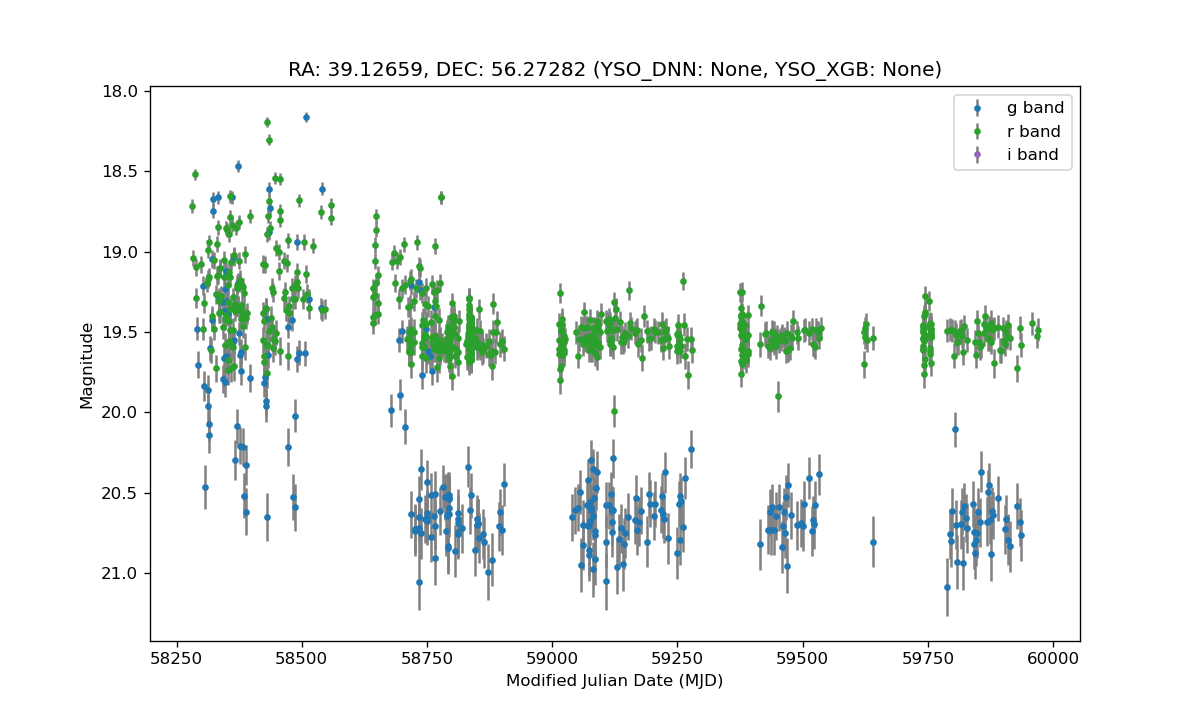 RA: 39.12659, DEC: 56.27282 (YSO_DNN: None, YSO_XGB: None)
g band
r band
i band
18.0
18.5
19.0
19.5
20.0
20.5
21.0
Magnitude
58250 58500 58750 59000 59250 59500 59750 60000
Modified Julian Date (MJD)